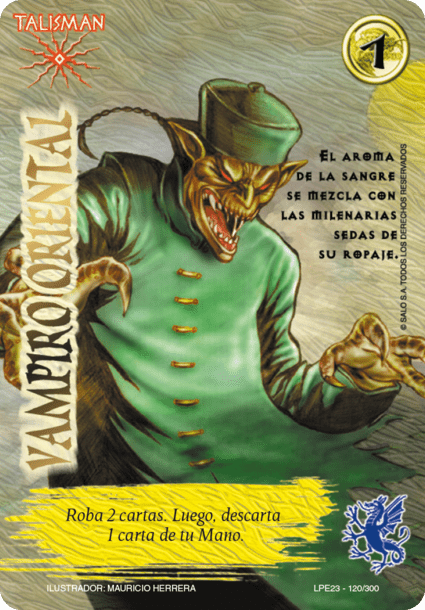 TALISMAN
1
VAMPIRO ORIENTAL
EL AROMA
DE LA SANGRE
SE MEZCLA CON
LAS MILENARIAS
SEDAS DE
SU ROPAJE.
© SALO S.A. TODOS LOS DERECHOS RESERVADOS
Roba 2 cartas. Luego, descarta
1 carta de tu Mano.
ILUSTRADOR: MAURICIO HERRERA
LPE23 - 120/300